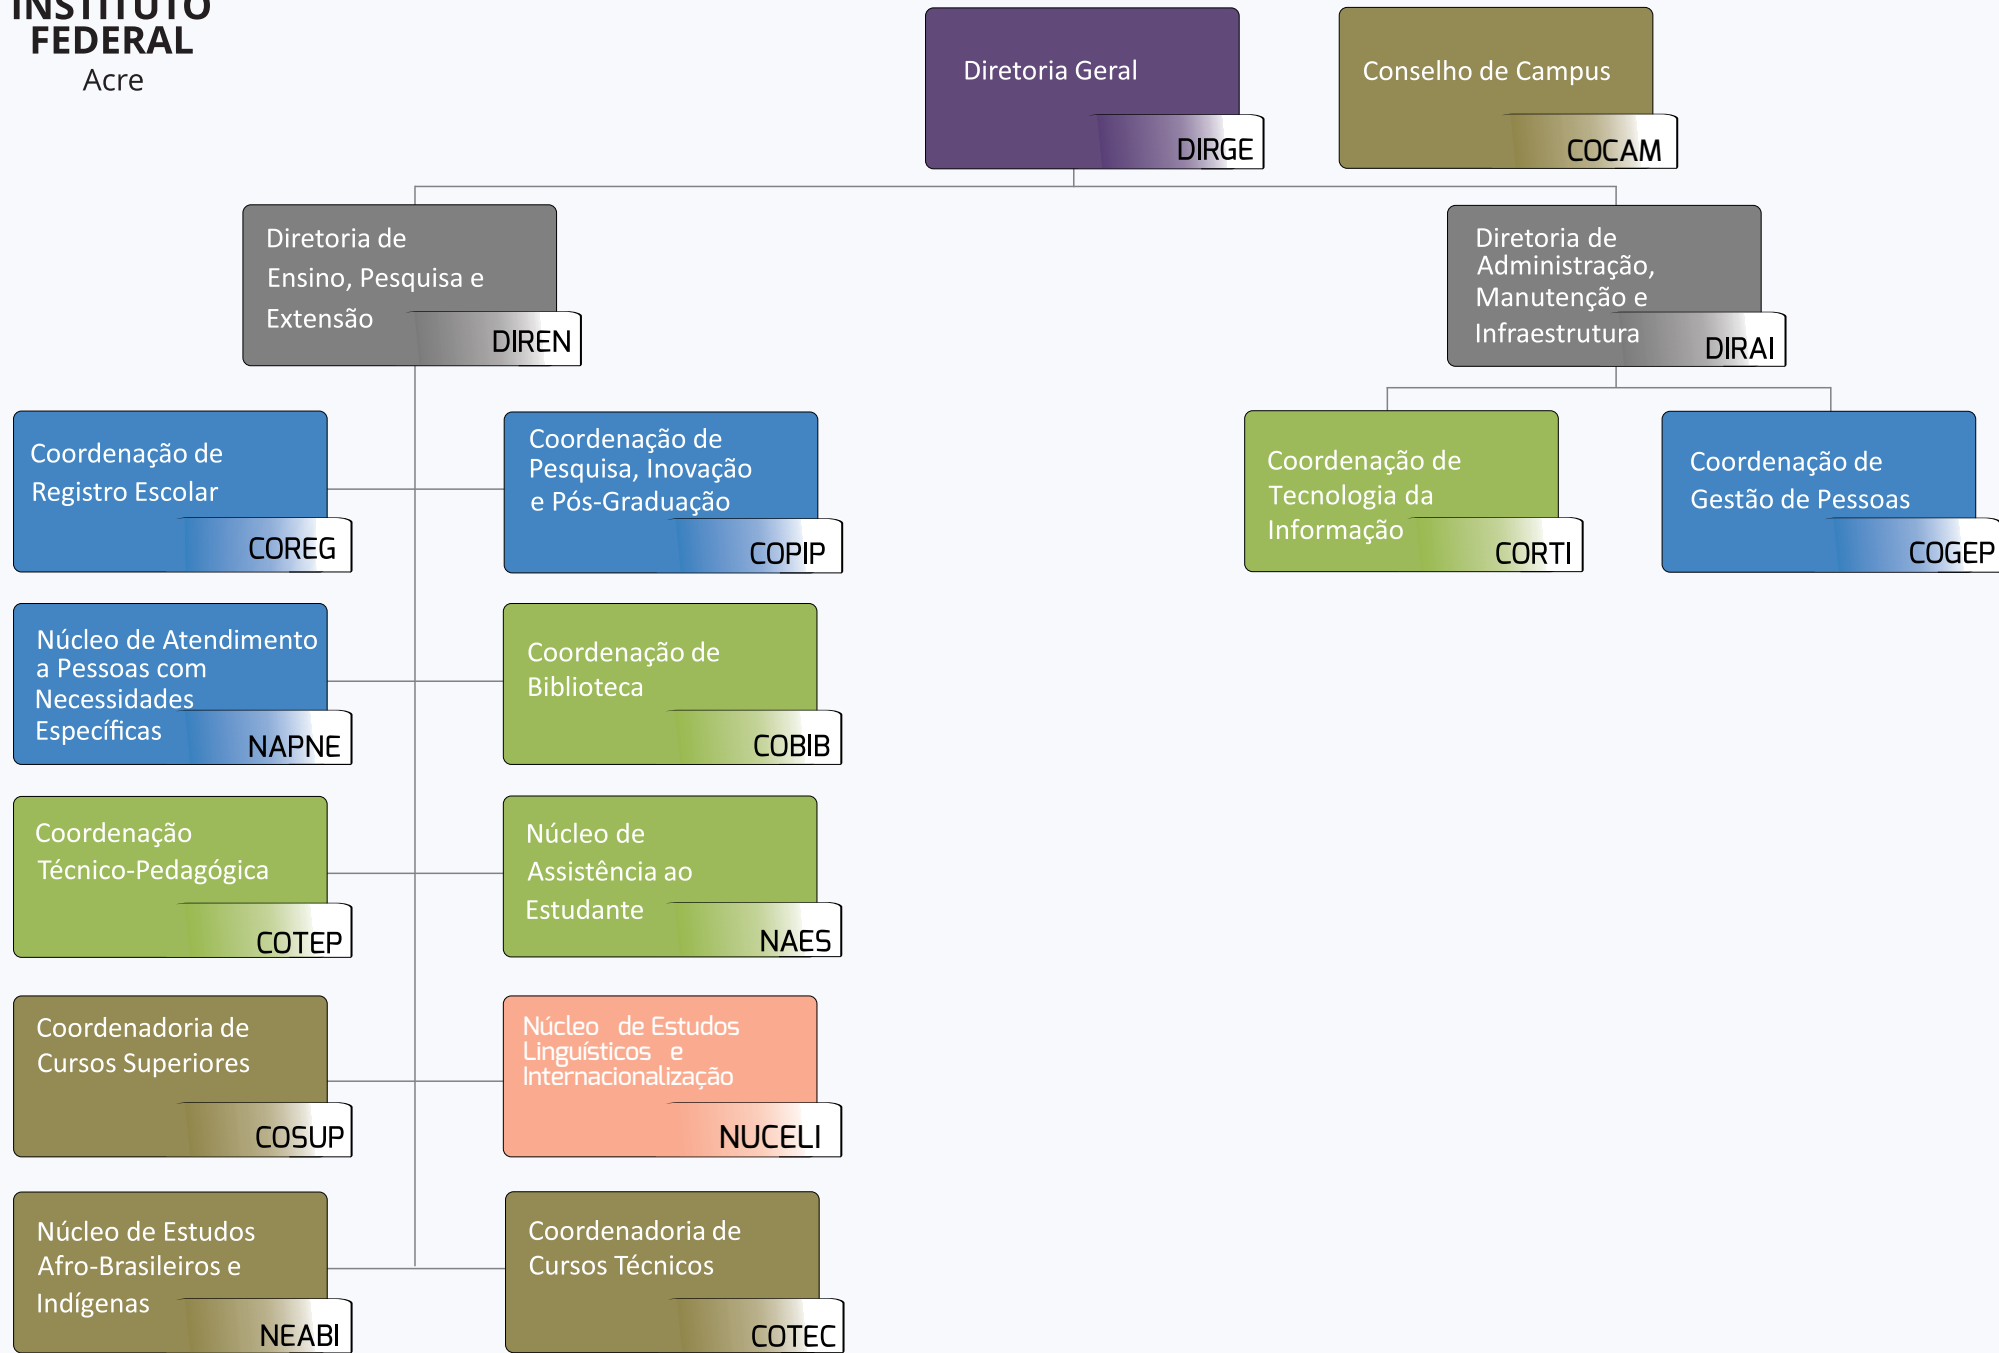 INSTITUTO
FEDERAL
Acre
Diretoria Geral
DIRGE
Conselho de Campus
COCAM
Diretoria de
Ensino, Pesquisa e
Extensão
DIREN
Diretoria de
Administração,
Manutenção e
Infraestrutura
DIRAI
Coordenação de
Registro Escolar
COREG
Coordenação de
Pesquisa, Inovação
e Pós-Graduação
COPIP
Coordenação de
Tecnologia da
Informação
CORTI
Coordenação de
Gestão de Pessoas
COGEP
Núcleo de Atendimento
a Pessoas com
Necessidades
Específicas
NAPNE
Coordenação de
Biblioteca
COBIB
Coordenação
Técnico-Pedagógica
COTEP
Núcleo de
Assistência ao
Estudante
NAES
Coordenadoria de
Cursos Superiores
COSUP
Núcleo de Estudos
Linguísticos e
Internacionalização
NUCELI
Núcleo de Estudos
Afro-Brasileiros e
Indígenas
NEABI
Coordenadoria de
Cursos Técnicos
COTEC